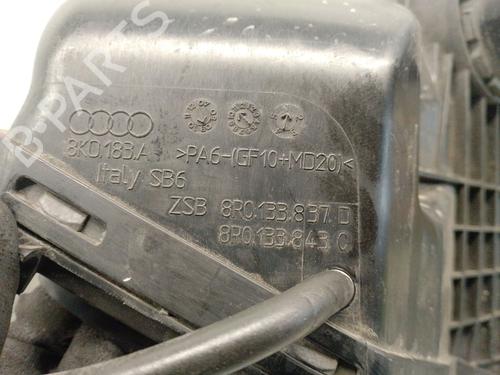 B-PARTS
8K0.183.A >PA6-(GF10+MD20)<
Italy SB6
ZSB 8R0.133.837 D
8R0.133.843 C